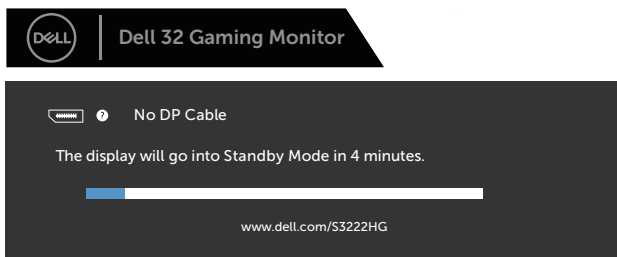 DELL
Dell 32 Gaming Monitor
? No DP Cable
The display will go into Standby Mode in 4 minutes.
www.dell.com/S3222HG